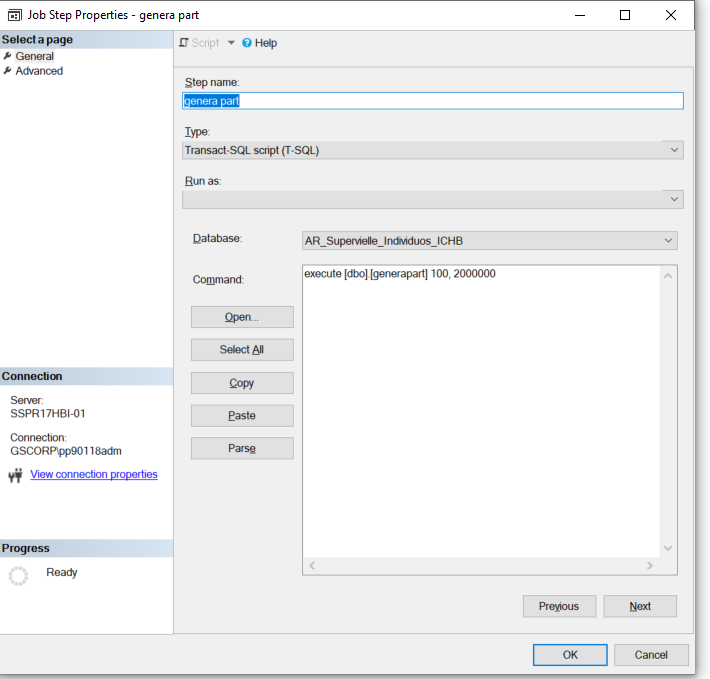 Job Step Properties - genera part
Select a page
General
Advanced
Script
Help
Step name:
genera part
Type:
Transact-SQL script (T-SQL)
Run as:
Database:
AR_Supervielle_Individuos_ICHB
Command:
execute [dbo].[generapart] 100, 2000000
Open...
Select All
Copy
Paste
Parse
Connection
Server:
SSPR17HBI-01
Connection:
GSCORP\pp90118adm
View connection properties
Progress
Ready
Previous
Next
OK
Cancel